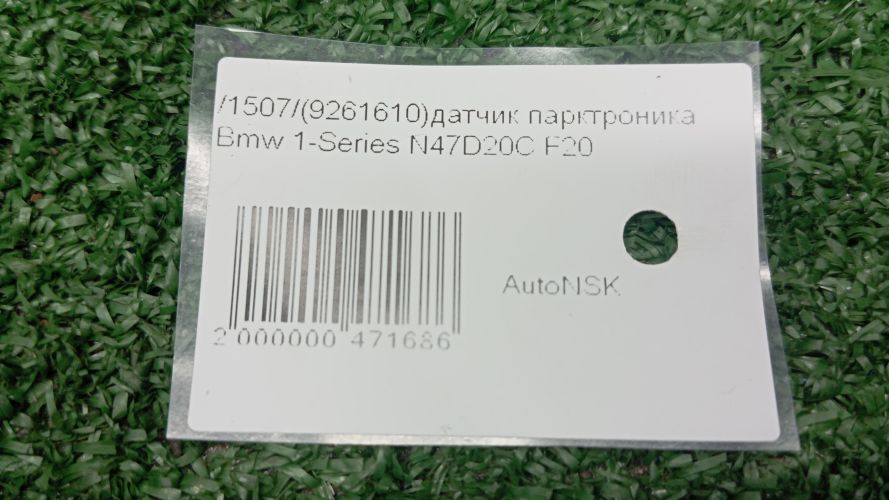 /1507/(9261610)датчик парктроника
Bmw 1-Series N47D20C F20
AutoNSK
2 000000 471686